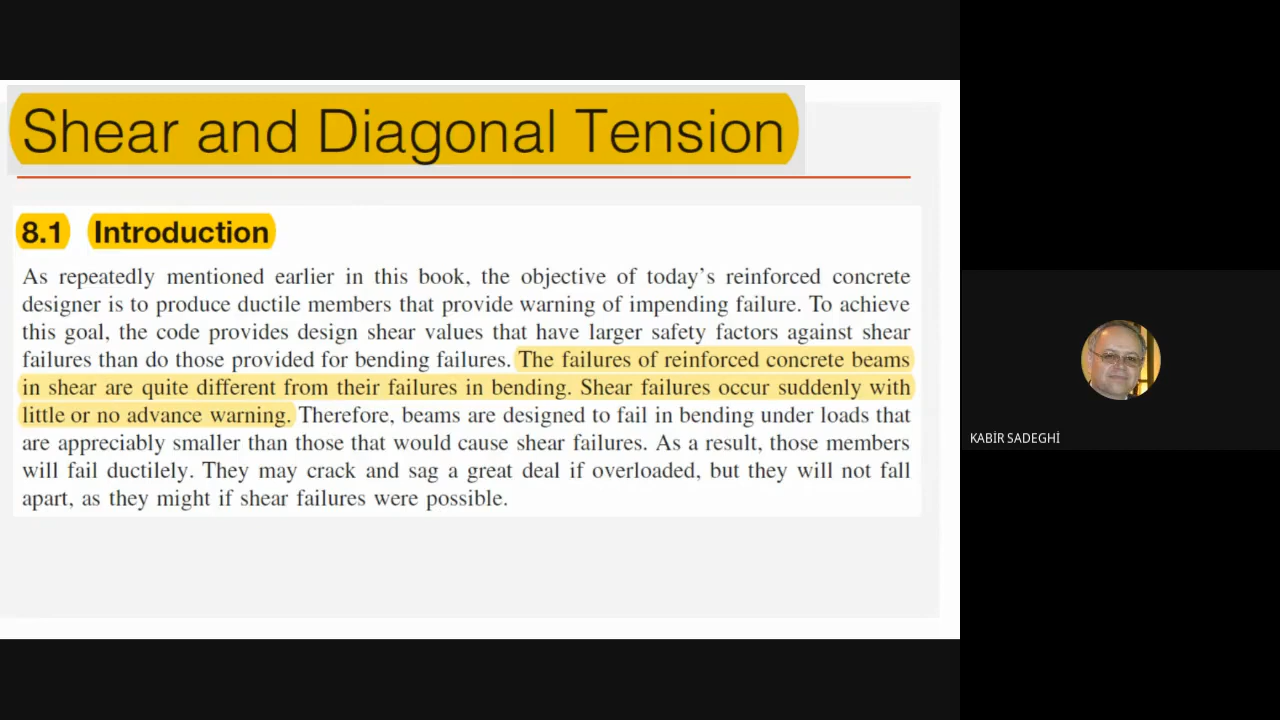 Shear and Diagonal Tension
8.1 Introduction
As repeatedly mentioned earlier in this book, the objective of today's reinforced concrete
designer is to produce ductile members that provide warning of impending failure. To achieve
this goal, the code provides design shear values that have larger safety factors against shear
failures than do those provided for bending failures. The failures of reinforced concrete beams
in shear are quite different from their failures in bending. Shear failures occur suddenly with
little or no advance warning. Therefore, beams are designed to fail in bending under loads that
are appreciably smaller than those that would cause shear failures. As a result, those members
will fail ductilely. They may crack and sag a great deal if overloaded, but they will not fall
apart, as they might if shear failures were possible.
KABİR SADEGHİ